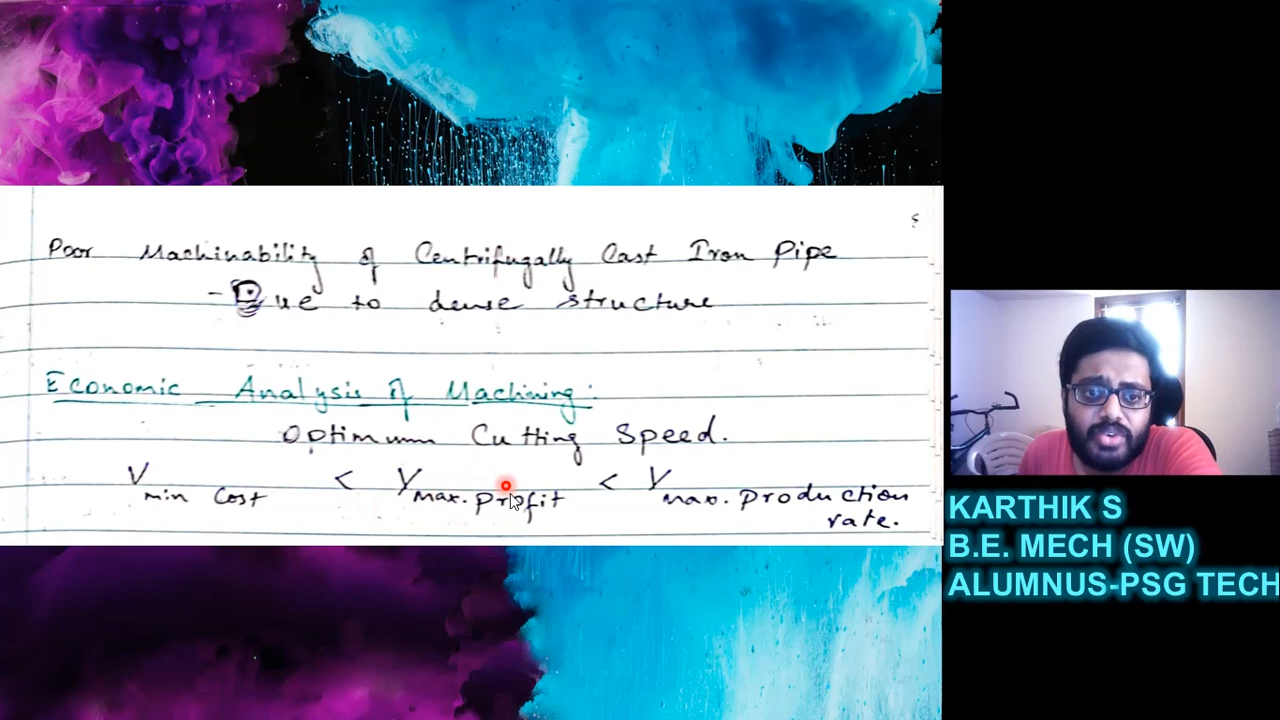 Poor Machinability of Centrifugally Cast Iron Pipe
- Due to dense structure
Economic Analysis of Machining:
Optimum Cutting Speed.
V min cost < V max. profit < V max. production
rate.
KARTHIK S
B.E. MECH (SW)
ALUMNUS-PSG TECH